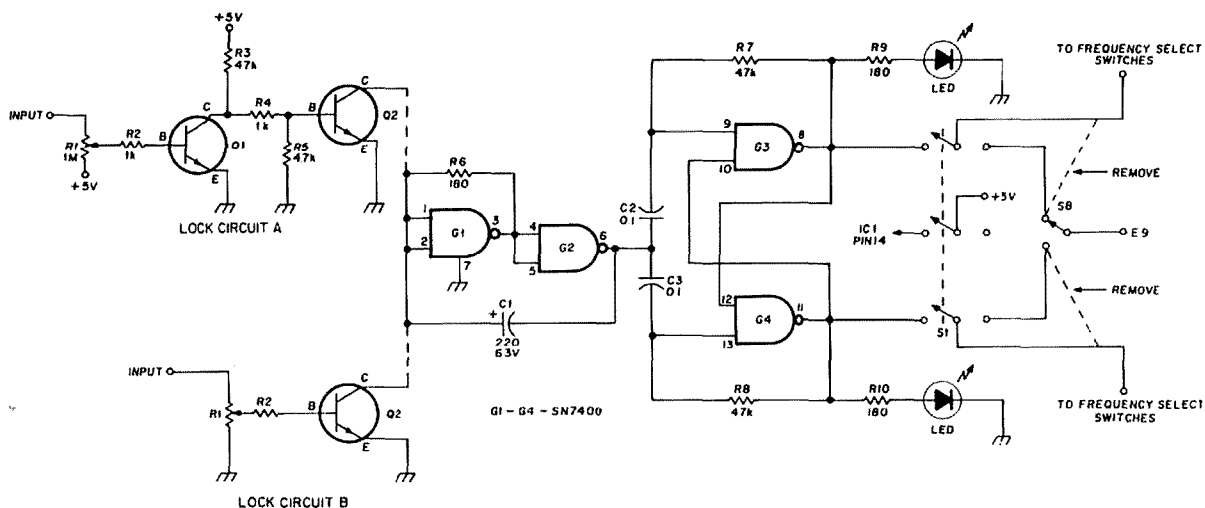 +5V
R3
47k
INPUT
R1
1M
+5V
R2
1k
B
C
Q1
E
R4
1k
R5
4.7k
B
C
Q2
E
LOCK CIRCUIT A
R6
180
1
2
G1
3
7
4
5
G2
6
C1
+
220
63V
INPUT
R1
R2
B
C
Q2
E
LOCK CIRCUIT B
G1 - G4 - SN7400
C2
01
C3
01
R7
47k
R9
180
LED
9
10
G3
8
12
13
G4
11
R8
47k
R10
180
LED
TO FREQUENCY SELECT
SWITCHES
REMOVE
+5V
IC1
PIN14
S8
E9
REMOVE
S1
TO FREQUENCY SELECT
SWITCHES